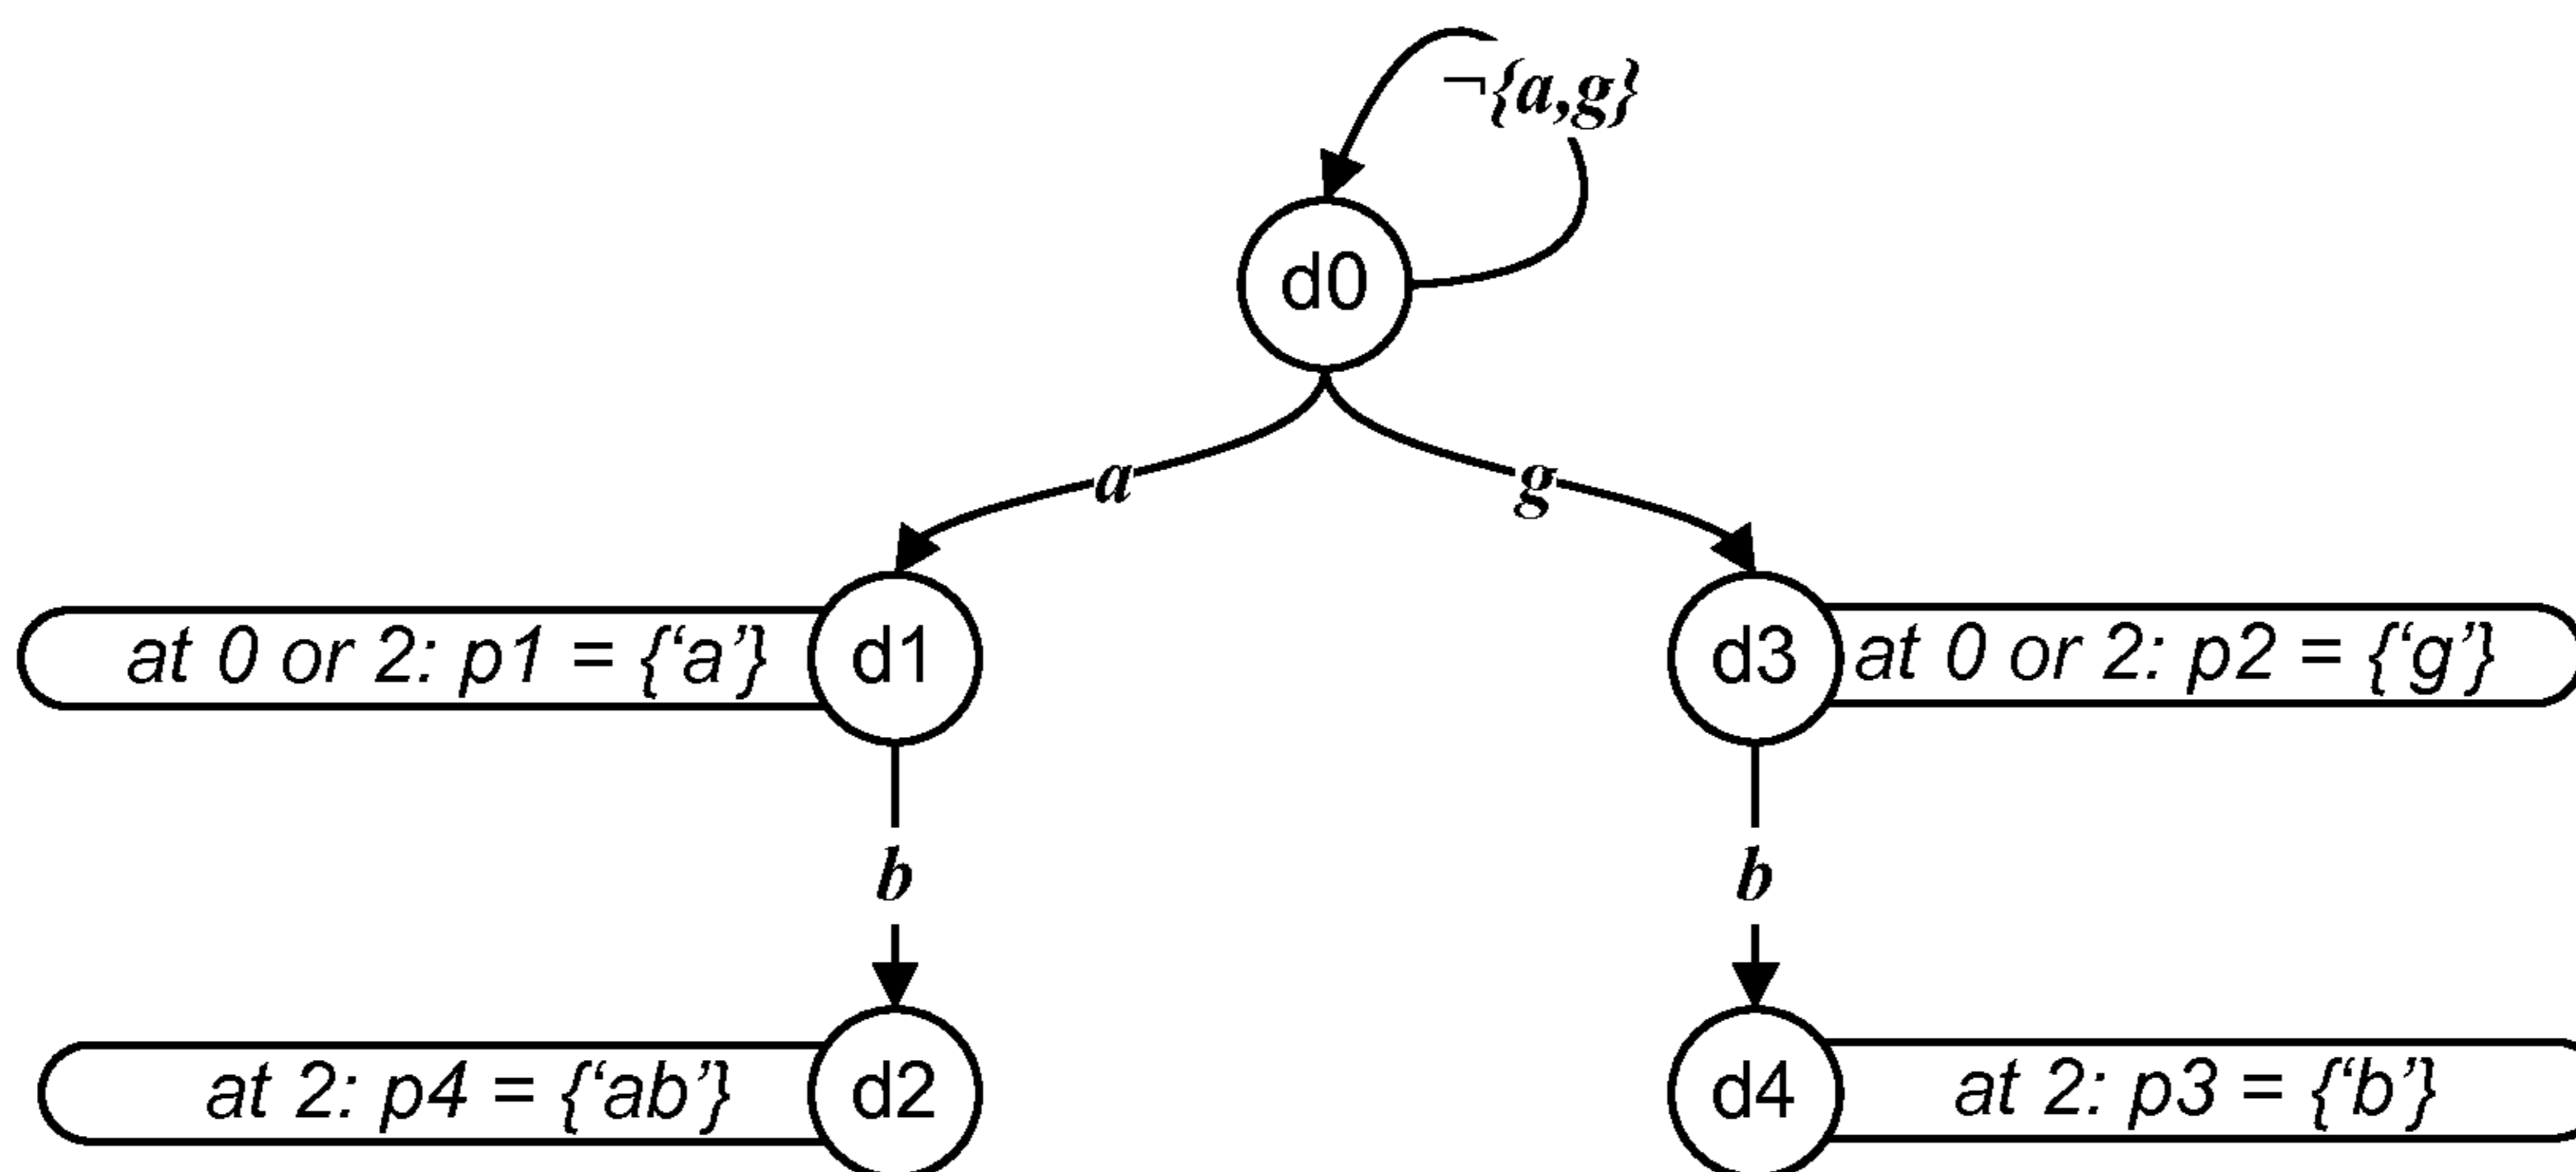 ¬{a,g}
d0
a
g
at 0 or 2: p1 = {‘a’}
d1
d3
at 0 or 2: p2 = {‘g’}
b
b
at 2: p4 = {‘ab’}
d2
d4
at 2: p3 = {‘b’}